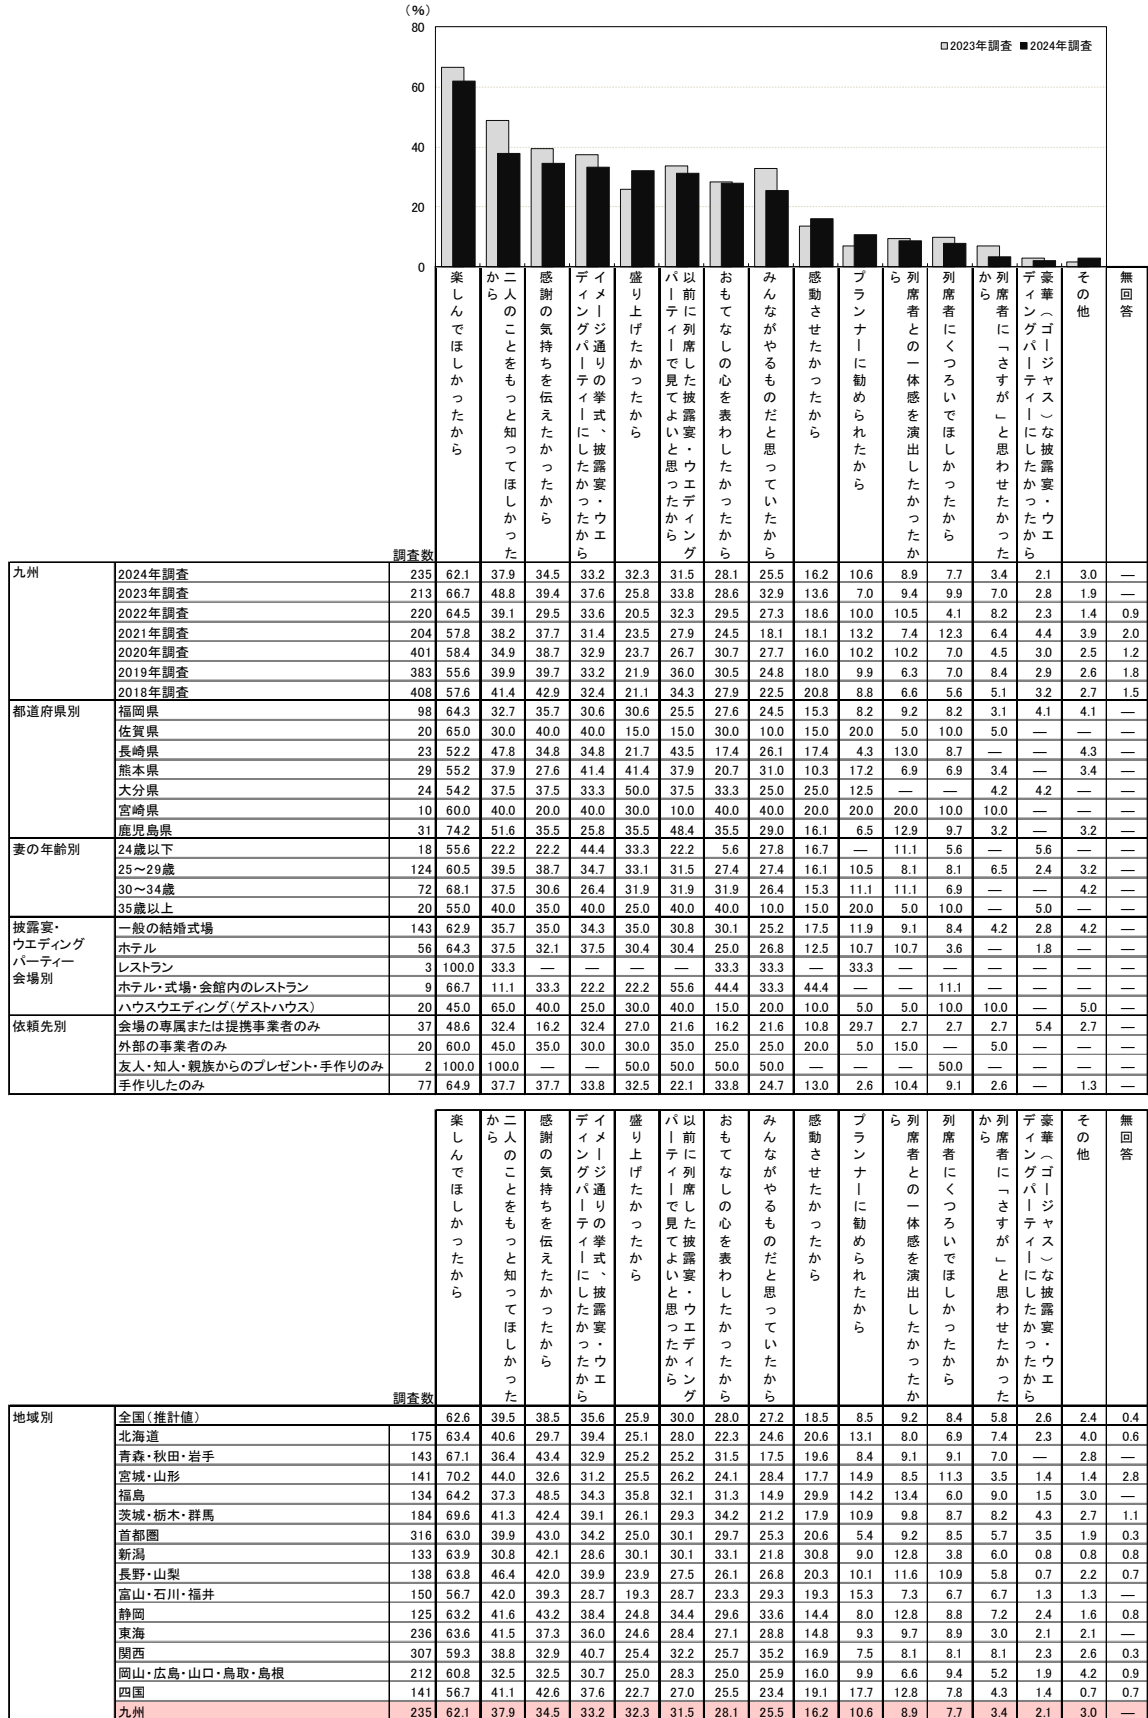 (%)
80
60
40
20
0
□2023年調査 ■2024年調査
楽しんでほしかったから
二人のことをもっと知ってほしかったから
感謝の気持ちを伝えたかったから
イメージ通りの挙式、披露宴・ウエディングパーティーにしたかったから
盛り上げたかったから
以前に列席した披露宴・ウエディングパーティーで見てよいと思ったから
おもてなしの心を表わしたかったから
みんながやるものだと思っていたから
感動させたかったから
プランナーに勧められたから
列席者との一体感を演出したかったから
列席者にくつろいでほしかったから
列席者に「さすが」と思わせたかったから
豪華(ゴージャス)な披露宴・ウエディングパーティーにしたかったから
その他
無回答
調査数
九州 2024年調査 235 62.1 37.9 34.5 33.2 32.3 31.5 28.1 25.5 16.2 10.6 8.9 7.7 3.4 2.1 3.0 —
2023年調査 213 66.7 48.8 39.4 37.6 25.8 33.8 28.6 32.9 13.6 7.0 9.4 9.9 7.0 2.8 1.9 —
2022年調査 220 64.5 39.1 29.5 33.6 20.5 32.3 29.5 27.3 18.6 10.0 10.5 4.1 8.2 2.3 1.4 0.9
2021年調査 204 57.8 38.2 37.7 31.4 23.5 27.9 24.5 18.1 18.1 13.2 7.4 12.3 6.4 4.4 3.9 2.0
2020年調査 401 58.4 34.9 38.7 32.9 23.7 26.7 30.7 27.7 16.0 10.2 10.2 7.0 4.5 3.0 2.5 1.2
2019年調査 383 55.6 39.9 39.7 33.2 21.9 36.0 30.5 24.8 18.0 9.9 6.3 7.0 8.4 2.9 2.6 1.8
2018年調査 408 57.6 41.4 42.9 32.4 21.1 34.3 27.9 22.5 20.8 8.8 6.6 5.6 5.1 3.2 2.7 1.5
都道府県別 福岡県 98 64.3 32.7 35.7 30.6 30.6 25.5 27.6 24.5 15.3 8.2 9.2 8.2 3.1 4.1 4.1 —
佐賀県 20 65.0 30.0 40.0 40.0 15.0 15.0 30.0 10.0 15.0 20.0 5.0 10.0 5.0 — — —
長崎県 23 52.2 47.8 34.8 34.8 21.7 43.5 17.4 26.1 17.4 4.3 13.0 8.7 — — 4.3 —
熊本県 29 55.2 37.9 27.6 41.4 41.4 37.9 20.7 31.0 10.3 17.2 6.9 6.9 3.4 — 3.4 —
大分県 24 54.2 37.5 37.5 33.3 50.0 37.5 33.3 25.0 25.0 12.5 — — 4.2 4.2 — —
宮崎県 10 60.0 40.0 20.0 40.0 30.0 10.0 40.0 40.0 20.0 20.0 20.0 10.0 10.0 — — —
鹿児島県 31 74.2 51.6 35.5 25.8 35.5 48.4 35.5 29.0 16.1 6.5 12.9 9.7 3.2 — 3.2 —
妻の年齢別 24歳以下 18 55.6 22.2 22.2 44.4 33.3 22.2 5.6 27.8 16.7 — 11.1 5.6 — 5.6 — —
25~29歳 124 60.5 39.5 38.7 34.7 33.1 31.5 27.4 27.4 16.1 10.5 8.1 8.1 6.5 2.4 3.2 —
30~34歳 72 68.1 37.5 30.6 26.4 31.9 31.9 31.9 26.4 15.3 11.1 11.1 6.9 — — 4.2 —
35歳以上 20 55.0 40.0 35.0 40.0 25.0 40.0 40.0 10.0 15.0 20.0 5.0 10.0 — 5.0 — —
披露宴・
ウエディング
パーティー
会場別
一般の結婚式場 143 62.9 35.7 35.0 34.3 35.0 30.8 30.1 25.2 17.5 11.9 9.1 8.4 4.2 2.8 4.2 —
ホテル 56 64.3 37.5 32.1 37.5 30.4 30.4 25.0 26.8 12.5 10.7 10.7 3.6 — 1.8 — —
レストラン 3 100.0 33.3 — — — — 33.3 33.3 — 33.3 — — — — — —
ホテル・式場・会館内のレストラン 9 66.7 11.1 33.3 22.2 22.2 55.6 44.4 33.3 44.4 — — 11.1 — — — —
ハウスウエディング(ゲストハウス) 20 45.0 65.0 40.0 25.0 30.0 40.0 15.0 20.0 10.0 5.0 5.0 10.0 10.0 — 5.0 —
依頼先別 会場の専属または提携事業者のみ 37 48.6 32.4 16.2 32.4 27.0 21.6 16.2 21.6 10.8 29.7 2.7 2.7 2.7 5.4 2.7 —
外部の事業者のみ 20 60.0 45.0 35.0 30.0 30.0 35.0 25.0 25.0 20.0 5.0 15.0 — 5.0 — — —
友人・知人・親族からのプレゼント・手作りのみ 2 100.0 100.0 — — 50.0 50.0 50.0 50.0 — — — 50.0 — — — —
手作りしたのみ 77 64.9 37.7 37.7 33.8 32.5 22.1 33.8 24.7 13.0 2.6 10.4 9.1 2.6 — 1.3 —
楽しんでほしかったから
二人のことをもっと知ってほしかったから
感謝の気持ちを伝えたかったから
イメージ通りの挙式、披露宴・ウエディングパーティーにしたかったから
盛り上げたかったから
以前に列席した披露宴・ウエディングパーティーで見てよいと思ったから
おもてなしの心を表わしたかったから
みんながやるものだと思っていたから
感動させたかったから
プランナーに勧められたから
列席者との一体感を演出したかったから
列席者にくつろいでほしかったから
列席者に「さすが」と思わせたかったから
豪華(ゴージャス)な披露宴・ウエディングパーティーにしたかったから
その他
無回答
調査数
地域別 全国(推計値) 62.6 39.5 38.5 35.6 25.9 30.0 28.0 27.2 18.5 8.5 9.2 8.4 5.8 2.6 2.4 0.4
北海道 175 63.4 40.6 29.7 39.4 25.1 28.0 22.3 24.6 20.6 13.1 8.0 6.9 7.4 2.3 4.0 0.6
青森・秋田・岩手 143 67.1 36.4 43.4 32.9 25.2 25.2 31.5 17.5 19.6 8.4 9.1 9.1 7.0 — 2.8 —
宮城・山形 141 70.2 44.0 32.6 31.2 25.5 26.2 24.1 28.4 17.7 14.9 8.5 11.3 3.5 1.4 1.4 2.8
福島 134 64.2 37.3 48.5 34.3 35.8 32.1 31.3 14.9 29.9 14.2 13.4 6.0 9.0 1.5 3.0 —
茨城・栃木・群馬 184 69.6 41.3 42.4 39.1 26.1 29.3 34.2 21.2 17.9 10.9 9.8 8.7 8.2 4.3 2.7 1.1
首都圏 316 63.0 39.9 43.0 34.2 25.0 30.1 29.7 25.3 20.6 5.4 9.2 8.5 5.7 3.5 1.9 0.3
新潟 133 63.9 30.8 42.1 28.6 30.1 30.1 33.1 21.8 30.8 9.0 12.8 3.8 6.0 0.8 0.8 0.8
長野・山梨 138 63.8 46.4 42.0 39.9 23.9 27.5 26.1 26.8 20.3 10.1 11.6 10.9 5.8 0.7 2.2 0.7
富山・石川・福井 150 56.7 42.0 39.3 28.7 19.3 28.7 23.3 29.3 19.3 15.3 7.3 6.7 6.7 1.3 1.3 —
静岡 125 63.2 41.6 43.2 38.4 24.8 34.4 29.6 33.6 14.4 8.0 12.8 8.8 7.2 2.4 1.6 0.8
東海 236 63.6 41.5 37.3 36.0 24.6 28.4 27.1 28.8 14.8 9.3 9.7 8.9 3.0 2.1 2.1 —
関西 307 59.3 38.8 32.9 40.7 25.4 32.2 25.7 35.2 16.9 7.5 8.1 8.1 8.1 2.3 2.6 0.3
岡山・広島・山口・鳥取・島根 212 60.8 32.5 32.5 30.7 25.0 28.3 25.0 25.9 16.0 9.9 6.6 9.4 5.2 1.9 4.2 0.9
四国 141 56.7 41.1 42.6 37.6 22.7 27.0 25.5 23.4 19.1 17.7 12.8 7.8 4.3 1.4 0.7 0.7
九州 235 62.1 37.9 34.5 33.2 32.3 31.5 28.1 25.5 16.2 10.6 8.9 7.7 3.4 2.1 3.0 —